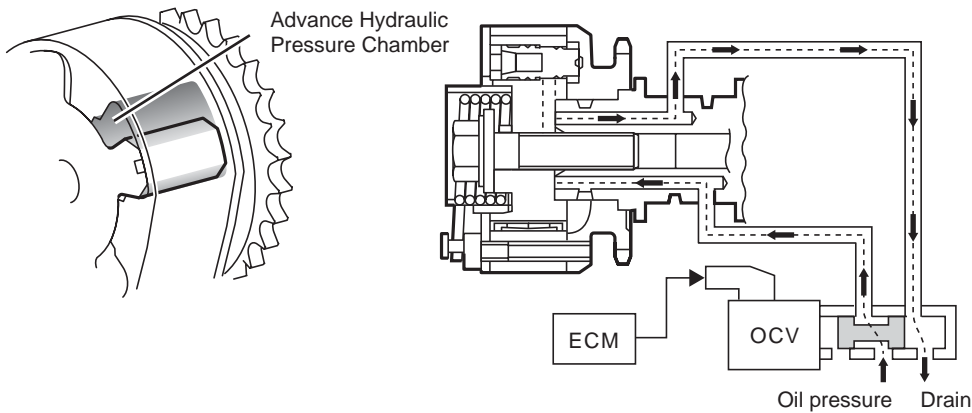 Advance Hydraulic
Pressure Chamber
ECM
OCV
Oil pressure
Drain